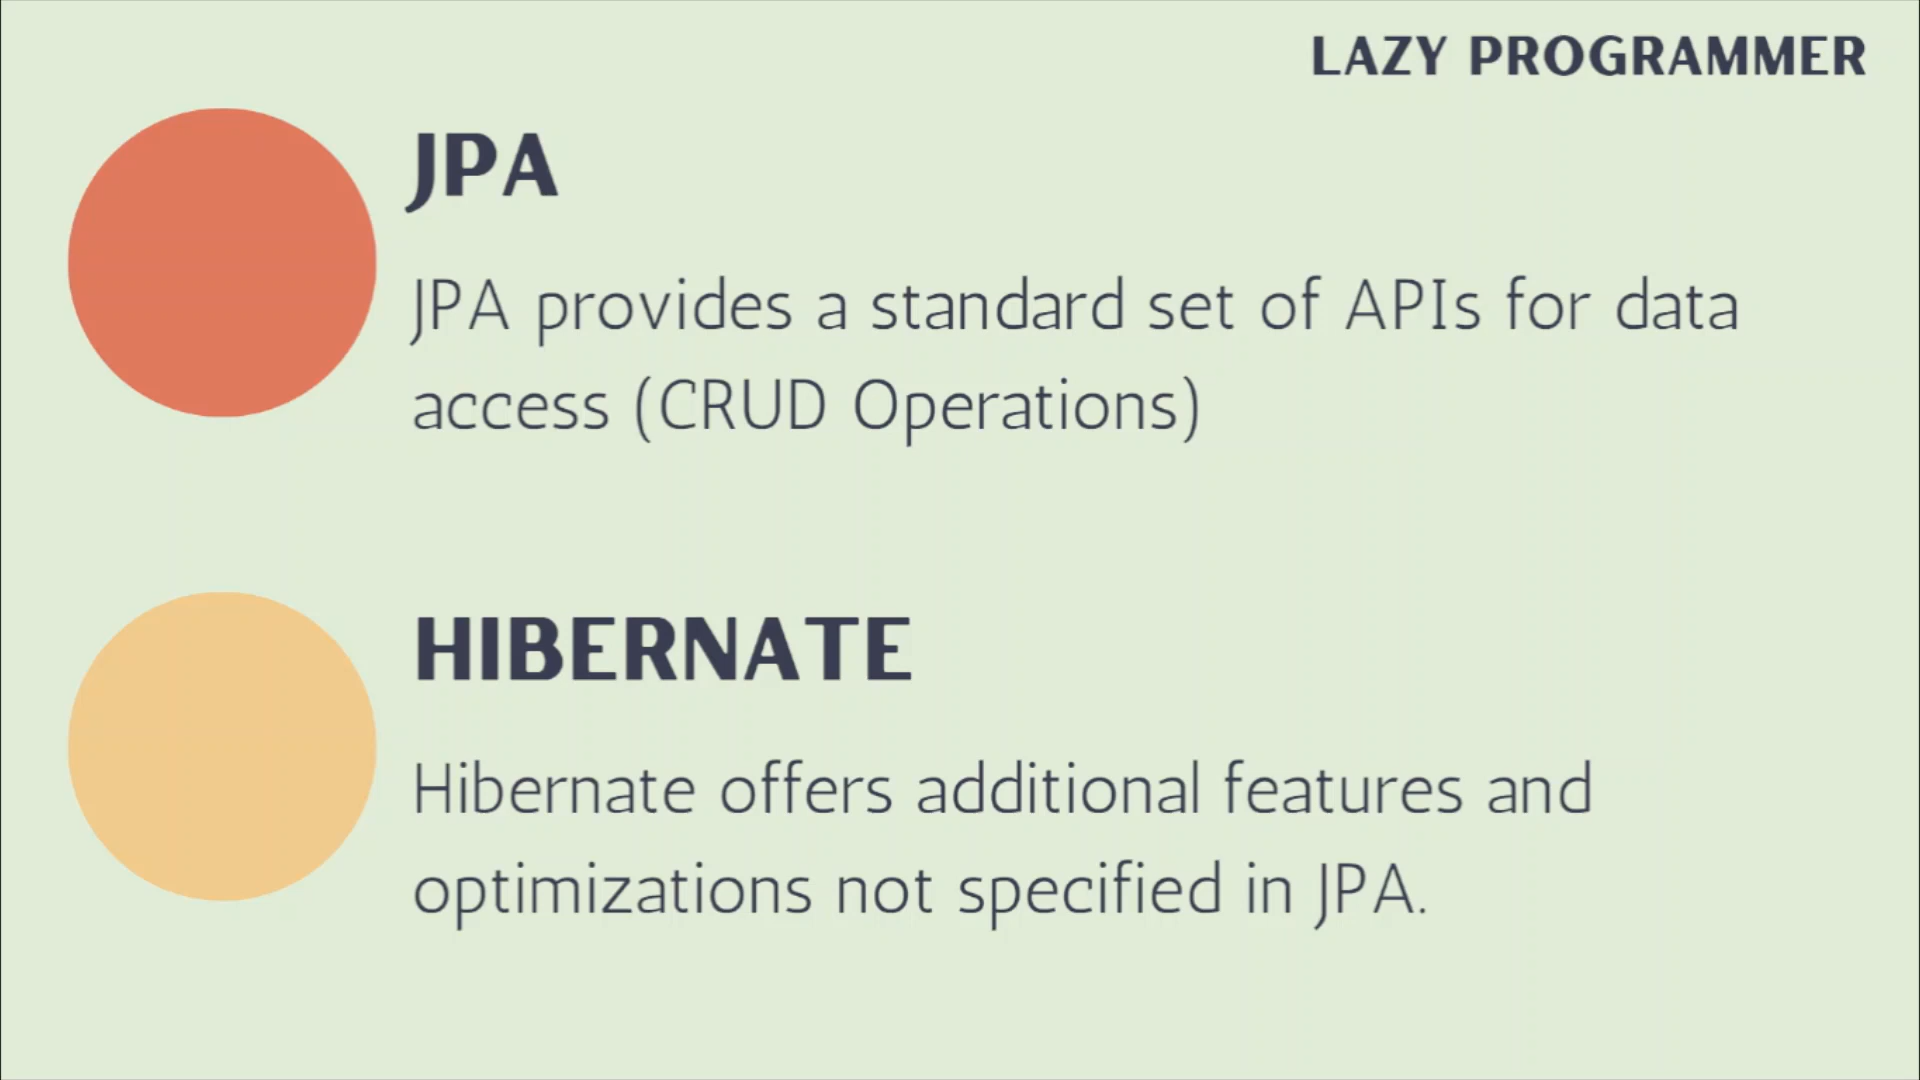 LAZY PROGRAMMER
JPA
JPA provides a standard set of APIs for data
access (CRUD Operations)
HIBERNATE
Hibernate offers additional features and
optimizations not specified in JPA.